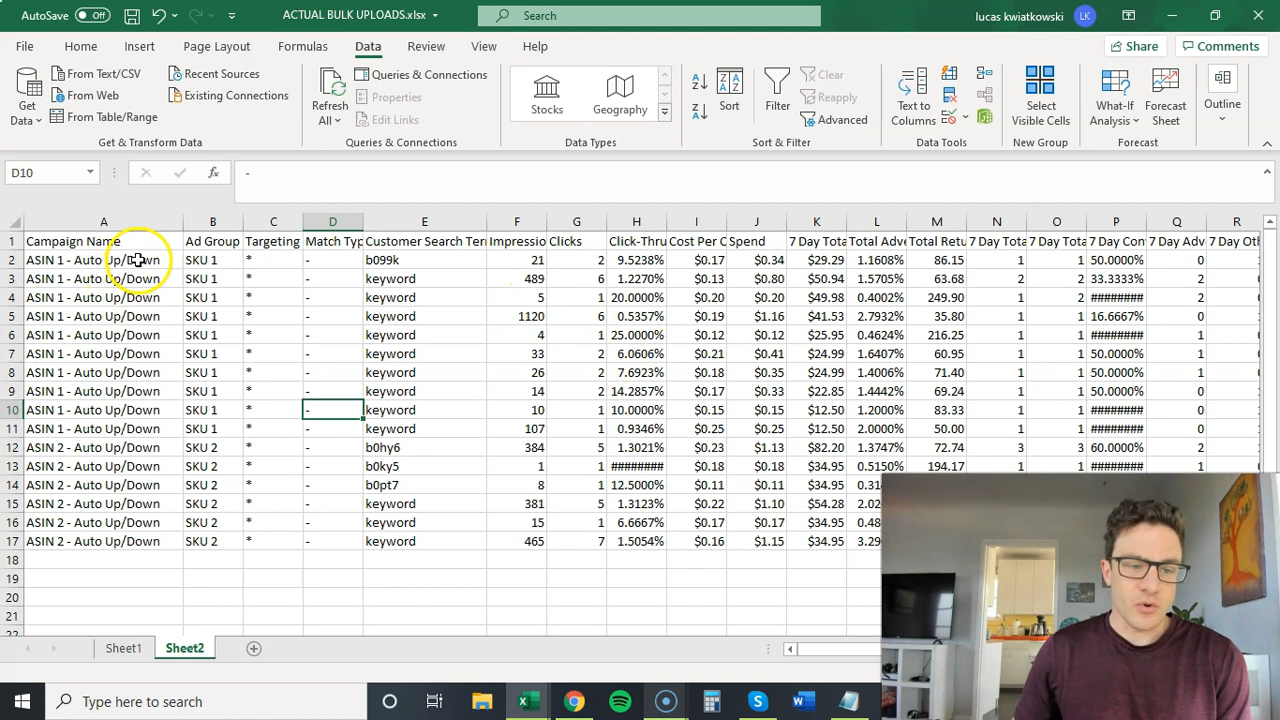 AutoSave Off ACTUAL BULK UPLOADS.xlsx Search lucas kwiatkowski LK
File Home Insert Page Layout Formulas Data Review View Help Share Comments
Get Data From Text/CSV From Web From Table/Range Recent Sources Existing Connections
Refresh All Queries & Connections Properties Edit Links
Stocks Geography
Sort Filter Clear Reapply Advanced
Text to Columns Select Visible Cells What-If Analysis Forecast Sheet Outline
Get & Transform Data Queries & Connections Data Types Sort & Filter Data Tools New Group Forecast
D10 fx -
A B C D E F G H I J K L M N O P Q R
1 Campaign Name Ad Group Targeting Match Typ Customer Search Terr Impressio Clicks Click-Thru Cost Per C Spend 7 Day Tota Total Adve Total Retu 7 Day Tota 7 Day Tota 7 Day Con 7 Day Adv 7 Day Oth
2 ASIN 1 - Auto Up/Down SKU 1 * - b099k 21 2 9.5238% $0.17 $0.34 $29.29 1.1608% 86.15 1 1 50.0000% 0
3 ASIN 1 - Auto Up/Down SKU 1 * - keyword 489 6 1.2270% $0.13 $0.80 $50.94 1.5705% 63.68 2 2 33.3333% 2
4 ASIN 1 - Auto Up/Down SKU 1 * - keyword 5 1 20.0000% $0.20 $0.20 $49.98 0.4002% 249.90 1 2 ######## 2
5 ASIN 1 - Auto Up/Down SKU 1 * - keyword 1120 6 0.5357% $0.19 $1.16 $41.53 2.7932% 35.80 1 1 16.6667% 0
6 ASIN 1 - Auto Up/Down SKU 1 * - keyword 4 1 25.0000% $0.12 $0.12 $25.95 0.4624% 216.25 1 1 ######## 1
7 ASIN 1 - Auto Up/Down SKU 1 * - keyword 33 2 6.0606% $0.21 $0.41 $24.99 1.6407% 60.95 1 1 50.0000% 1
8 ASIN 1 - Auto Up/Down SKU 1 * - keyword 26 2 7.6923% $0.18 $0.35 $24.99 1.4006% 71.40 1 1 50.0000% 1
9 ASIN 1 - Auto Up/Down SKU 1 * - keyword 14 2 14.2857% $0.17 $0.33 $22.85 1.4442% 69.24 1 1 50.0000% 0
10 ASIN 1 - Auto Up/Down SKU 1 * - keyword 10 1 10.0000% $0.15 $0.15 $12.50 1.2000% 83.33 1 1 ######## 0
11 ASIN 1 - Auto Up/Down SKU 1 * - keyword 107 1 0.9346% $0.25 $0.25 $12.50 2.0000% 50.00 1 1 ######## 0
12 ASIN 2 - Auto Up/Down SKU 2 * - b0hy6 384 5 1.3021% $0.23 $1.13 $82.20 1.3747% 72.74 3 3 60.0000% 2
13 ASIN 2 - Auto Up/Down SKU 2 * - b0ky5 1 1 ######## $0.18 $0.18 $34.95 0.5150% 194.17 1 1 ######## 1
14 ASIN 2 - Auto Up/Down SKU 2 * - b0pt7 8 1 12.5000% $0.11 $0.11 $34.95
15 ASIN 2 - Auto Up/Down SKU 2 * - keyword 381 5 1.3123% $0.22 $1.10 $54.28
16 ASIN 2 - Auto Up/Down SKU 2 * - keyword 15 1 6.6667% $0.17 $0.17 $34.95
17 ASIN 2 - Auto Up/Down SKU 2 * - keyword 465 7 1.5054% $0.16 $1.15 $34.95
18
19
20
21
22
Sheet1 Sheet2
Type here to search